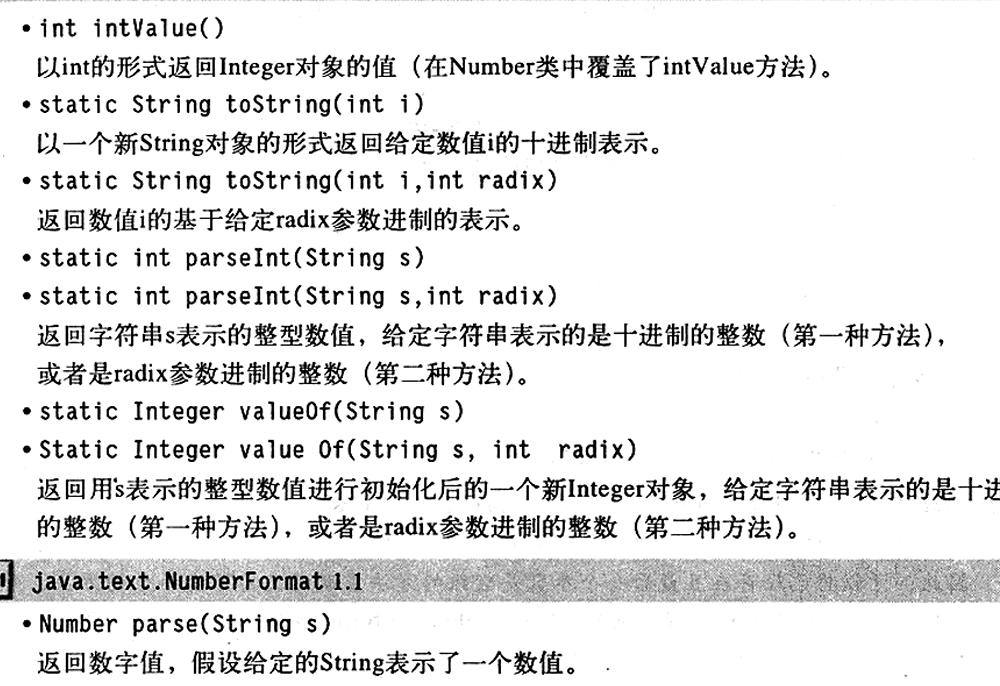 • int intValue()
以int的形式返回Integer对象的值（在Number类中覆盖了intValue方法）。
• static String toString(int i)
以一个新String对象的形式返回给定数值i的十进制表示。
• static String toString(int i,int radix)
返回数值i的基于给定radix参数进制的表示。
• static int parseInt(String s)
• static int parseInt(String s,int radix)
返回字符串s表示的整型数值，给定字符串表示的是十进制的整数（第一种方法），
或者是radix参数进制的整数（第二种方法）。
• static Integer valueOf(String s)
• Static Integer value Of(String s, int radix)
返回用s表示的整型数值进行初始化后的一个新Integer对象，给定字符串表示的是十进
的整数（第一种方法），或者是radix参数进制的整数（第二种方法）。
java.text.NumberFormat 1.1
• Number parse(String s)
返回数字值，假设给定的String表示了一个数值。